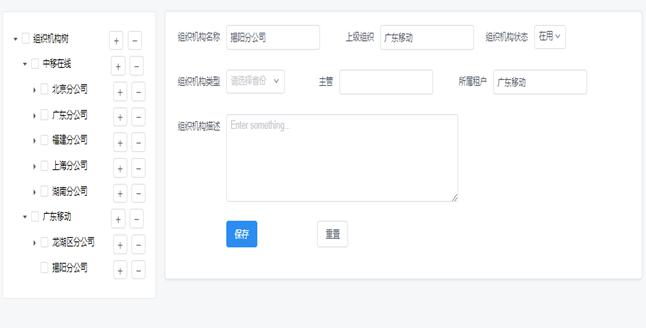 组织机构树 + -
中移在线 + -
北京分公司 + -
广东分公司 + -
福建分公司 + -
上海分公司 + -
湖南分公司 + -
广东移动 + -
龙湖区分公司 + -
揭阳分公司 + -
组织机构名称 揭阳分公司 上级组织 广东移动 组织机构状态 在用
组织机构类型 请选择省份 主管 所属租户 广东移动
组织机构描述 Enter something...
保存 重置